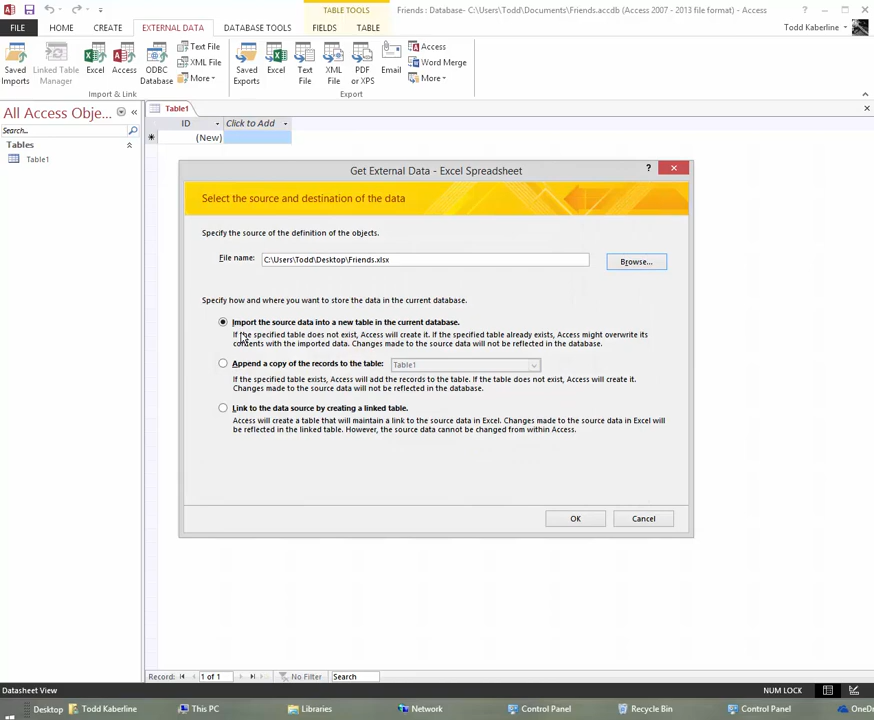 TABLE TOOLS
Friends : Database- C:\Users\Todd\Documents\Friends.accdb (Access 2007 - 2013 file format) - Access
FILE HOME CREATE EXTERNAL DATA DATABASE TOOLS FIELDS TABLE
Todd Kaberline
Saved Imports
Linked Table Manager
Excel
Access
ODBC Database
Text File
XML File
More
Import & Link
Saved Exports
Excel
Text File
XML File
PDF or XPS
Email
Access
Word Merge
More
Export
All Access Obje...
Search...
Tables
Table1
Table1
ID Click to Add
(New)
Get External Data - Excel Spreadsheet
Select the source and destination of the data
Specify the source of the definition of the objects.
File name: C:\Users\Todd\Desktop\Friends.xlsx Browse...
Specify how and where you want to store the data in the current database.
Import the source data into a new table in the current database.
If the specified table does not exist, Access will create it. If the specified table already exists, Access might overwrite its
contents with the imported data. Changes made to the source data will not be reflected in the database.
Append a copy of the records to the table: Table1
If the specified table exists, Access will add the records to the table. If the table does not exist, Access will create it.
Changes made to the source data will not be reflected in the database.
Link to the data source by creating a linked table.
Access will create a table that will maintain a link to the source data in Excel. Changes made to the source data in Excel will
be reflected in the linked table. However, the source data cannot be changed from within Access.
OK Cancel
Record: 1 of 1 No Filter Search
Datasheet View NUM LOCK
Desktop Todd Kaberline This PC Libraries Network Control Panel Recycle Bin Control Panel OneDr